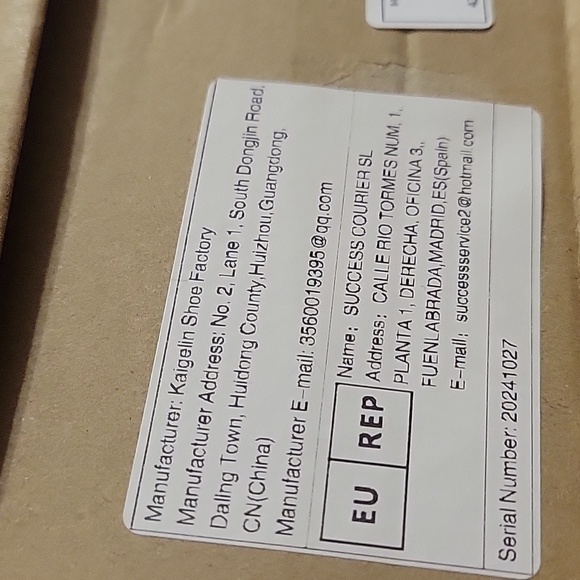 Manufacturer: Kaigelin Shoe Factory
Manufacturer Address: No. 2, Lane 1, South Dongjin Road,
Daling Town, Huidong County,Huizhou,Guangdong,
CN(China)
Manufacturer E-mail: 3560019395@qq.com
EU REP
Name: SUCCESS COURIER SL
Address: CALLE RIO TORMES NUM. 1,
PLANTA 1, DERECHA, OFICINA 3,
FUENLABRADA,MADRID,ES(Spain)
E-mail: successservice2@hotmail.com
Serial Number: 20241027